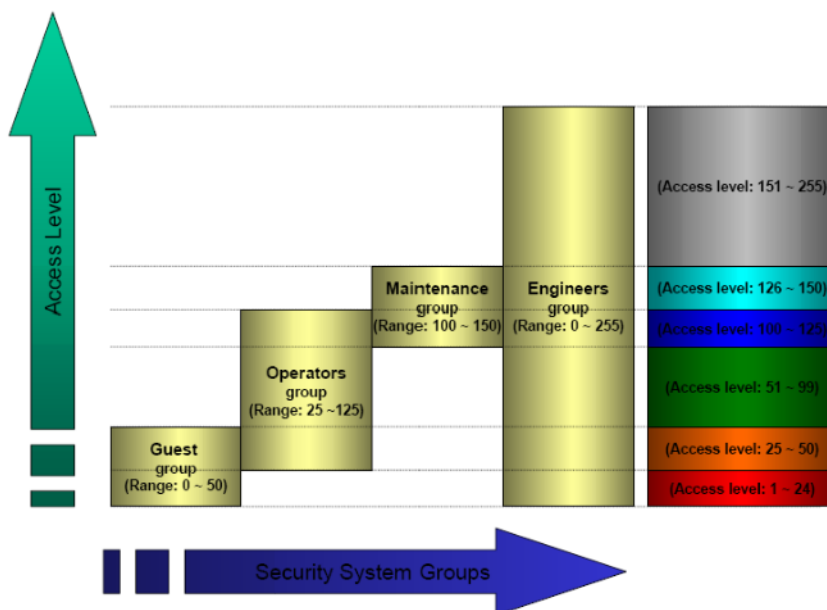 Access Level
Guest
group
(Range: 0 ~ 50)
Operators
group
(Range: 25 ~125)
Maintenance
group
(Range: 100 ~ 150)
Engineers
group
(Range: 0 ~ 255)
(Access level: 151 ~ 255)
(Access level: 126 ~ 150)
(Access level: 100 ~ 125)
(Access level: 51 ~ 99)
(Access level: 25 ~ 50)
(Access level: 1 ~ 24)
Security System Groups